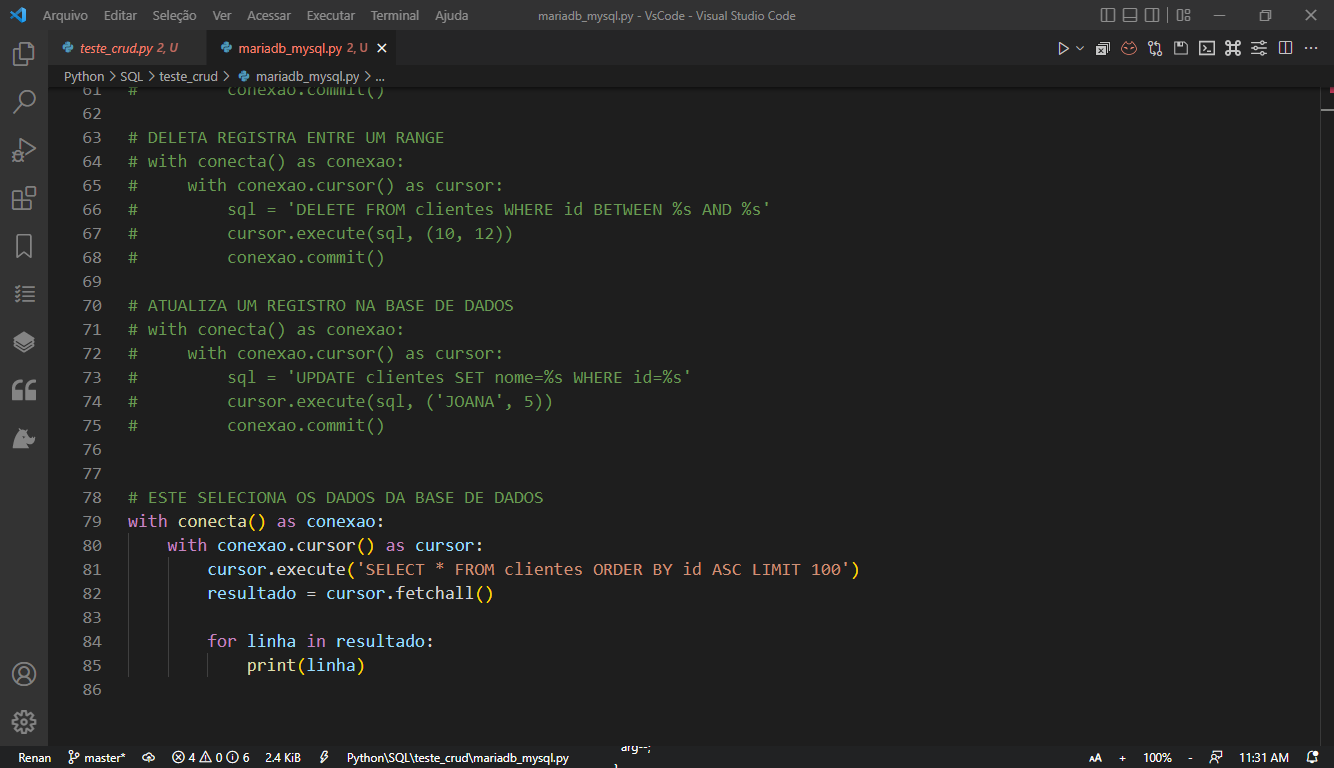 Arquivo Editar Seleção Ver Acessar Executar Terminal Ajuda mariadb_mysql.py - VsCode - Visual Studio Code
teste_crud.py 2, U mariadb_mysql.py 2, U
Python > SQL > teste_crud > mariadb_mysql.py > ...
61 # conexao.commit()
62
63 # DELETA REGISTRA ENTRE UM RANGE
64 # with conecta() as conexao:
65 #     with conexao.cursor() as cursor:
66 #         sql = 'DELETE FROM clientes WHERE id BETWEEN %s AND %s'
67 #         cursor.execute(sql, (10, 12))
68 #         conexao.commit()
69
70 # ATUALIZA UM REGISTRO NA BASE DE DADOS
71 # with conecta() as conexao:
72 #     with conexao.cursor() as cursor:
73 #         sql = 'UPDATE clientes SET nome=%s WHERE id=%s'
74 #         cursor.execute(sql, ('JOANA', 5))
75 #         conexao.commit()
76
77
78 # ESTE SELECIONA OS DADOS DA BASE DE DADOS
79 with conecta() as conexao:
80     with conexao.cursor() as cursor:
81         cursor.execute('SELECT * FROM clientes ORDER BY id ASC LIMIT 100')
82         resultado = cursor.fetchall()
83
84         for linha in resultado:
85             print(linha)
86
arg--;
Renan master* 4 0 6 2.4 KiB Python\SQL\teste_crud\mariadb_mysql.py AA + 100% - 11:31 AM